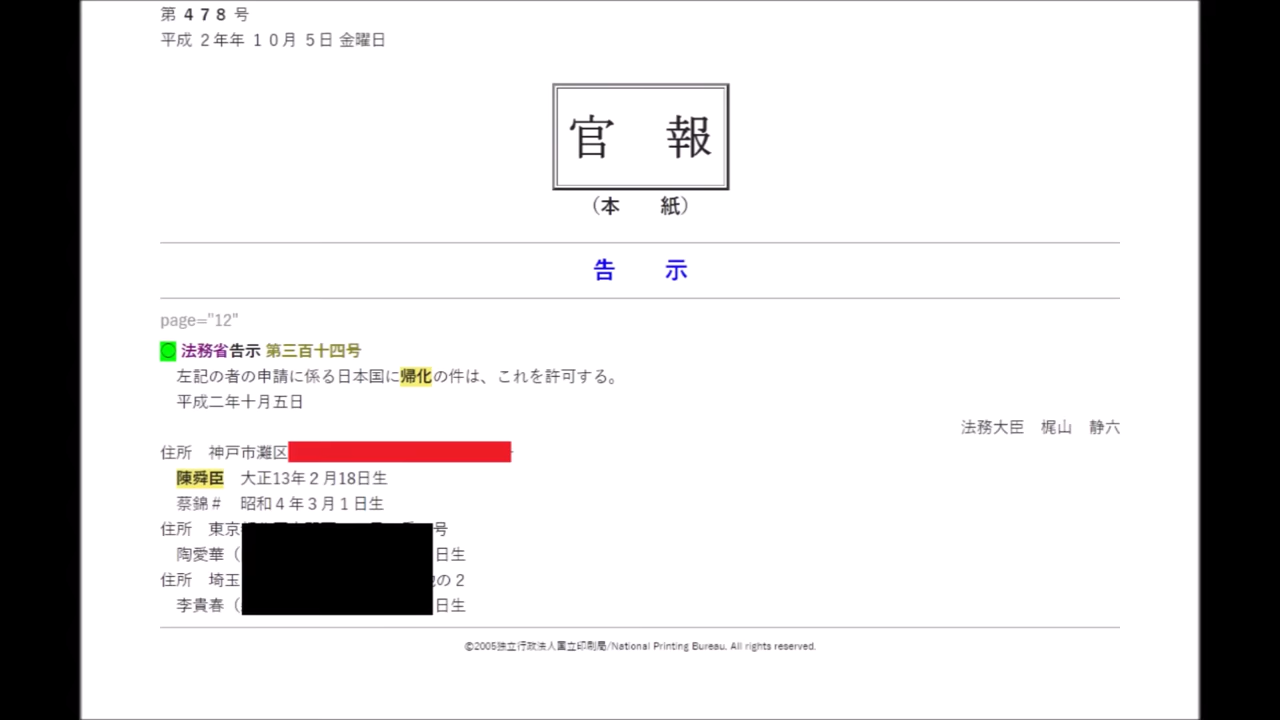 第 ４７８ 号
平成 ２年年 １０月 ５日 金曜日
官　報
（本　　紙）
告　　示
page="12"
○ 法務省告示 第三百十四号
左記の者の申請に係る日本国に帰化の件は、これを許可する。
平成二年十月五日
法務大臣　梶山　静六
住所　神戸市灘区
陳舜臣　大正13年２月18日生
蔡錦＃　昭和４年３月１日生
住所　東京 号
陶愛華（ 日生
住所　埼玉 の２
李貴春（ 日生
©2005独立行政法人国立印刷局/National Printing Bureau. All rights reserved.